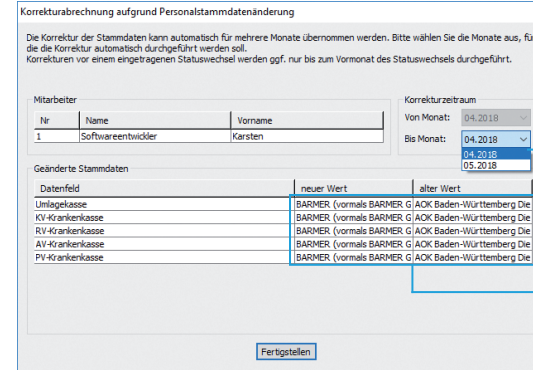 Korrekturabrechnung aufgrund Personalstammdatenänderung
Die Korrektur der Stammdaten kann automatisch für mehrere Monate übernommen werden. Bitte wählen Sie die Monate aus, fü
die die Korrektur automatisch durchgeführt werden soll.
Korrekturen vor einem eingetragenen Statuswechsel werden ggf. nur bis zum Vormonat des Statuswechsels durchgeführt.
Mitarbeiter
Nr Name Vorname
1 Softwareentwickler Karsten
Korrekturzeitraum
Von Monat: 04.2018
Bis Monat: 04.2018
04.2018
05.2018
Geänderte Stammdaten
Datenfeld neuer Wert alter Wert
Umlagekasse BARMER (vormals BARMER G AOK Baden-Württemberg Die
KV-Krankenkasse BARMER (vormals BARMER G AOK Baden-Württemberg Die
RV-Krankenkasse BARMER (vormals BARMER G AOK Baden-Württemberg Die
AV-Krankenkasse BARMER (vormals BARMER G AOK Baden-Württemberg Die
PV-Krankenkasse BARMER (vormals BARMER G AOK Baden-Württemberg Die
Fertigstellen